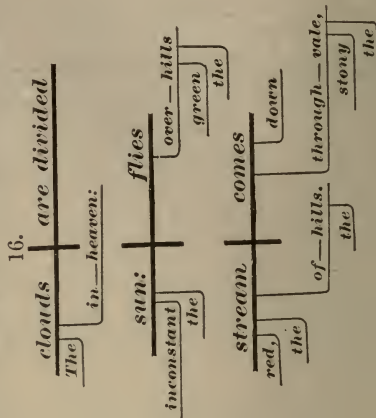 16.
clouds are divided
The
in heaven:
sun: flies
inconstant over hills
the green
the
stream comes
red, of hills. down
the the through vale,
stony
the